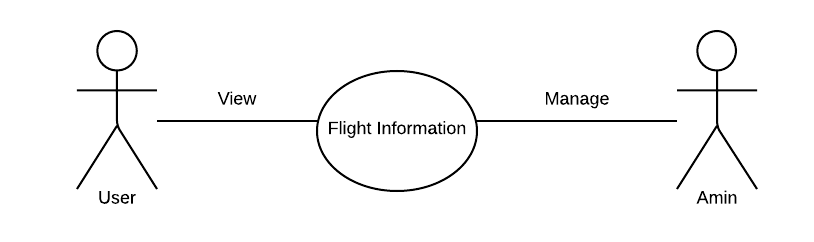 View
Manage
Flight Information
User
Amin